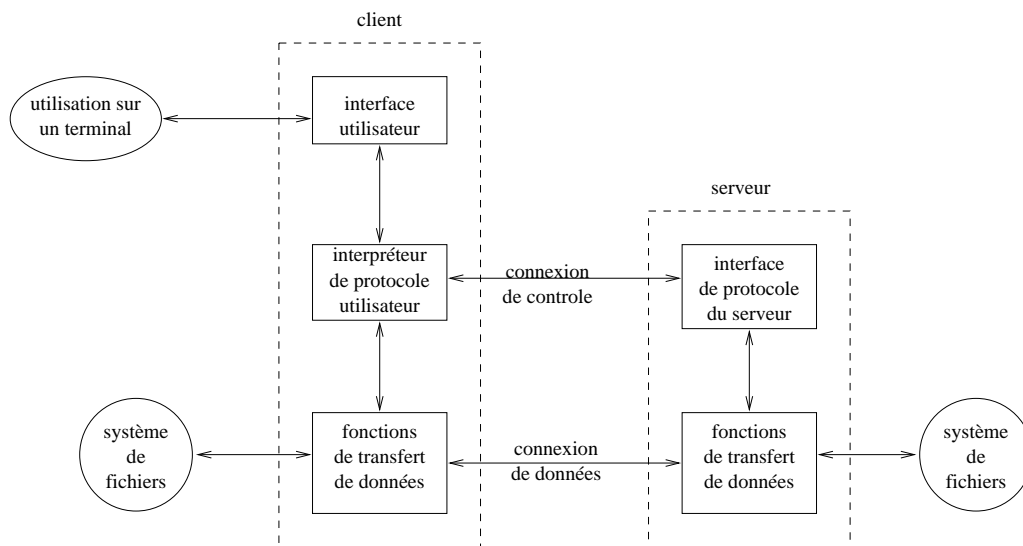 client
utilisation sur
un terminal
interface
utilisateur
serveur
interpréteur
de protocole
utilisateur
connexion
de controle
interface
de protocole
du serveur
système
de
fichiers
fonctions
de transfert
de données
connexion
de données
fonctions
de transfert
de données
système
de
fichiers